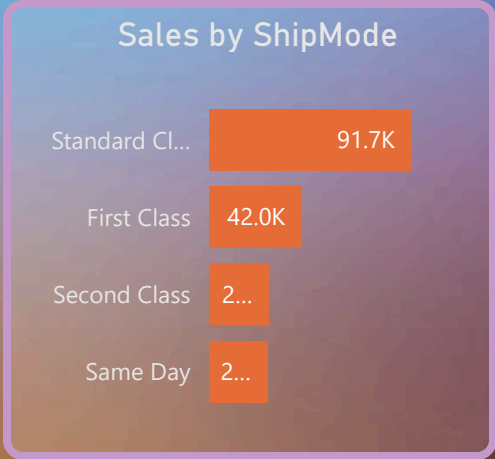 Sales by ShipMode
Standard Cl... 91.7K
First Class 42.0K
Second Class 2...
Same Day 2...